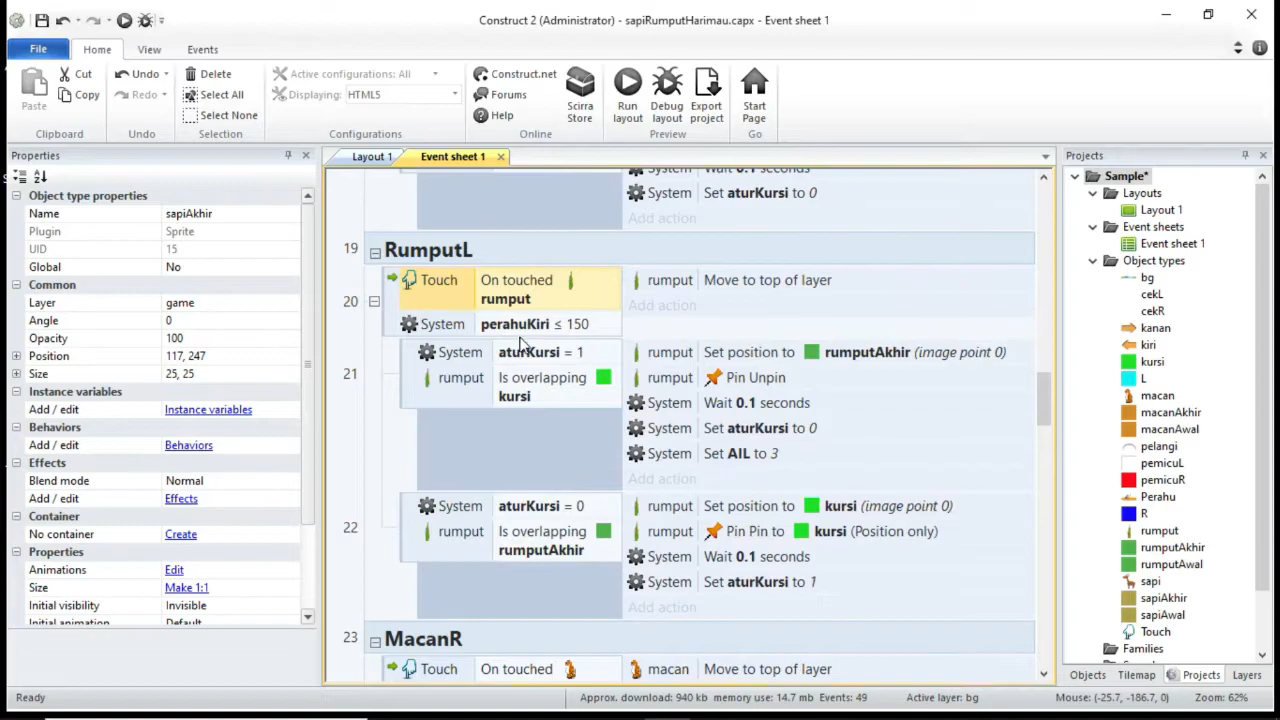 Construct 2 (Administrator) - sapiRumputHarimau.capx - Event sheet 1
File Home View Events
Paste
Cut
Copy
Clipboard
Undo
Redo
Undo
Delete
Select All
Select None
Selection
Active configurations: All
Displaying: HTML5
Configurations
Construct.net
Forums
Help
Scirra Store
Online
Run layout
Debug layout
Export project
Preview
Start Page
Go
Properties
Object type properties
Name sapiAkhir
Plugin Sprite
UID 15
Global No
Common
Layer game
Angle 0
Opacity 100
Position 117, 247
Size 25, 25
Instance variables
Add / edit Instance variables
Behaviors
Add / edit Behaviors
Effects
Blend mode Normal
Add / edit Effects
Container
No container Create
Properties
Animations Edit
Size Make 1:1
Initial visibility Invisible
Initial animation Default
Layout 1 Event sheet 1
System Wait 0.1 seconds
System Set aturKursi to 0
Add action
19 RumputL
20 Touch On touched rumput
System perahuKiri ≤ 150
rumput Move to top of layer
Add action
21 System aturKursi = 1
rumput Is overlapping kursi
rumput Set position to rumputAkhir (image point 0)
rumput Pin Unpin
System Wait 0.1 seconds
System Set aturKursi to 0
System Set AIL to 3
Add action
22 System aturKursi = 0
rumput Is overlapping rumputAkhir
rumput Set position to kursi (image point 0)
rumput Pin Pin to kursi (Position only)
System Wait 0.1 seconds
System Set aturKursi to 1
Add action
23 MacanR
Touch On touched
macan Move to top of layer
Projects
Sample*
Layouts
Layout 1
Event sheets
Event sheet 1
Object types
bg
cekL
cekR
kanan
kiri
kursi
L
macan
macanAkhir
macanAwal
pelangi
pemicuL
pemicuR
Perahu
R
rumput
rumputAkhir
rumputAwal
sapi
sapiAkhir
sapiAwal
Touch
Families
Objects Tilemap Projects Layers
Ready
Approx. download: 940 kb memory use: 14.7 mb Events: 49
Active layer: bg
Mouse: (-25.7, -186.7, 0)
Zoom: 62%